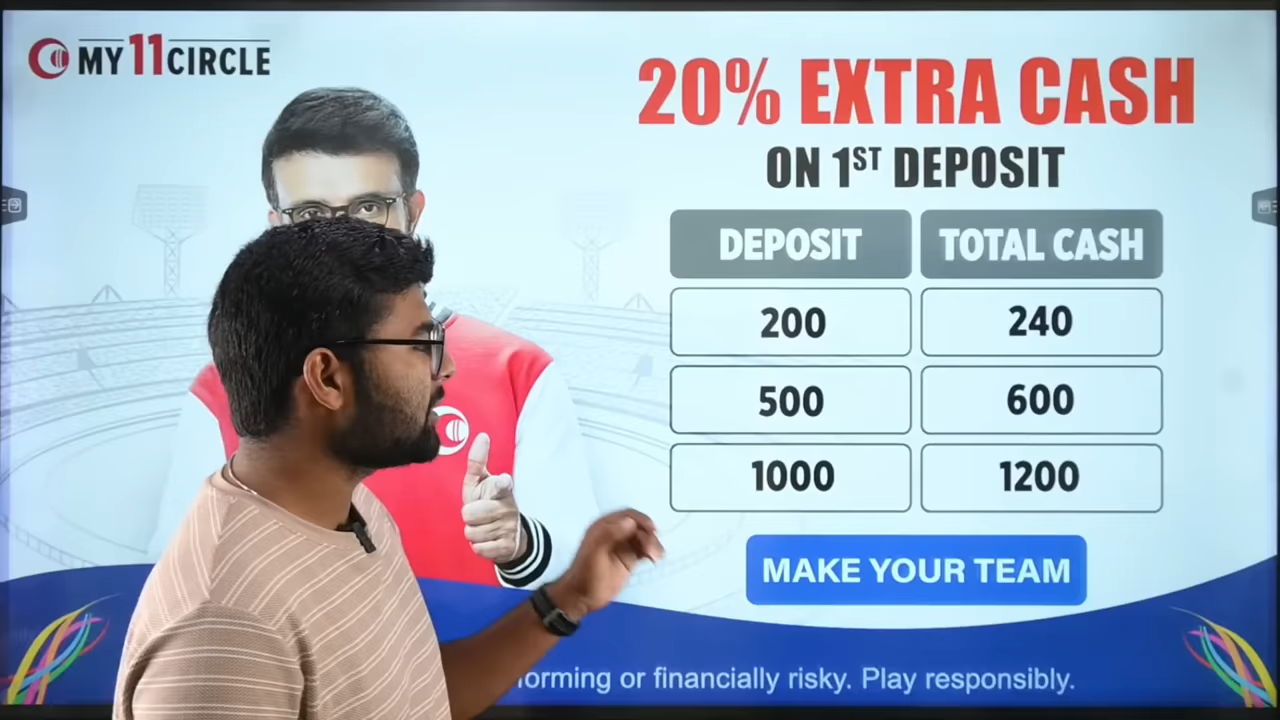 MY11CIRCLE
20% EXTRA CASH
ON 1ST DEPOSIT
DEPOSIT TOTAL CASH
200 240
500 600
1000 1200
MAKE YOUR TEAM
or financially risky. Play responsibly.